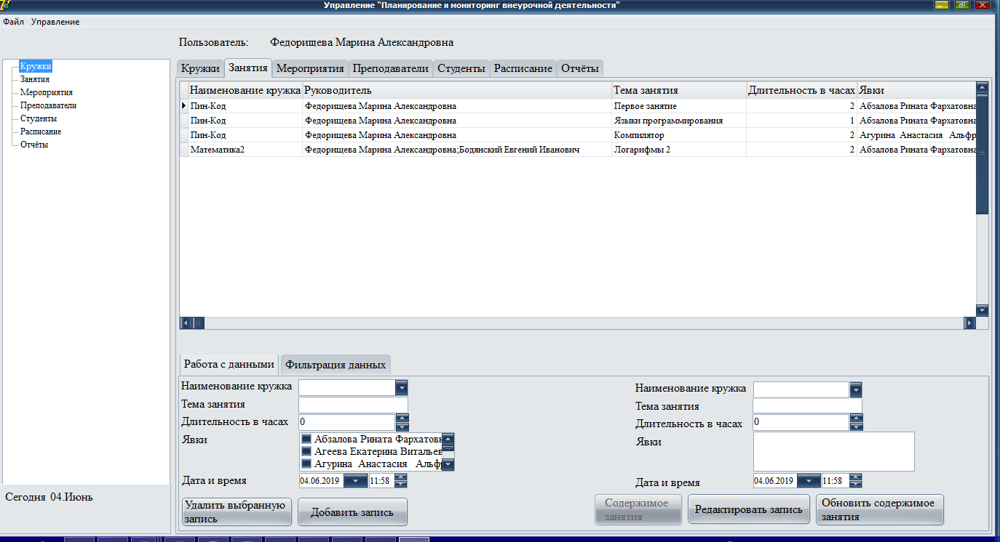 Управление "Планирование и мониторинг внеурочной деятельности"
Файл Управление
Пользователь: Федорищева Марина Александровна
Кружки
Занятия
Мероприятия
Преподаватели
Студенты
Расписание
Отчёты
Сегодня 04.Июнь
Кружки Занятия Мероприятия Преподаватели Студенты Расписание Отчёты
Наименование кружка Руководитель Тема занятия Длительность в часах Явки
Пин-Код Федорищева Марина Александровна Первое занятие 2 Абзалова Рината Фархатовна
Пин-Код Федорищева Марина Александровна Языки программирования 1 Абзалова Рината Фархатовна
Пин-Код Федорищева Марина Александровна Компилятор 2 Агурина Анастасия Альфр
Математика2 Федорищева Марина Александровна;Бодянский Евгений Иванович Логарифмы 2 2 Абзалова Рината Фархатовна
Работа с данными Фильтрация данных
Наименование кружка
Тема занятия
Длительность в часах 0
Явки
Абзалова Рината Фархатовн
Агеева Екатерина Витальев
Агурина Анастасия Альфр
Дата и время 04.06.2019 11:58
Удалить выбранную
запись
Добавить запись
Наименование кружка
Тема занятия
Длительность в часах 0
Явки
Дата и время 04.06.2019 11:58
Содержимое
занятия
Редактировать запись
Обновить содержимое
занятия